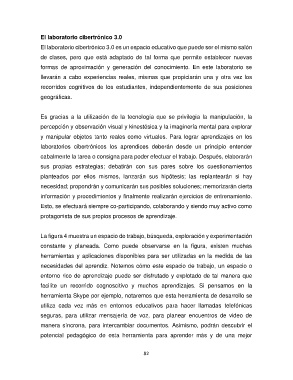 El laboratorio cibertrónico 3.0
El laboratorio cibertrónico 3.0 es un espacio educativo que puede ser el mismo salón
de clases, pero que está adaptado de tal forma que permite establecer nuevas
formas de aproximación y generación del conocimiento. En este laboratorio se
llevarán a cabo experiencias reales, mismas que propiciarán una y otra vez los
recorridos cognitivos de los estudiantes, independientemente de sus posiciones
geográficas.
Es gracias a la utilización de la tecnología que se privilegia la manipulación, la
percepción y observación visual y kinestésica y la imaginería mental para explorar
y manipular objetos tanto reales como virtuales. Para lograr aprendizajes en los
laboratorios cibertrónicos los aprendices deberán desde un principio entender
cabalmente la tarea o consigna para poder efectuar el trabajo. Después, elaborarán
sus propias estrategias; debatirán con sus pares sobre los cuestionamientos
planteados por ellos mismos, lanzarán sus hipótesis; las replantearán si hay
necesidad; propondrán y comunicarán sus posibles soluciones; memorizarán cierta
información y procedimientos y finalmente realizarán ejercicios de entrenamiento.
Esto, se efectuará siempre co-participando, colaborando y siendo muy activo como
protagonista de sus propios procesos de aprendizaje.
La figura 4 muestra un espacio de trabajo, búsqueda, exploración y experimentación
constante y planeada. Como puede observarse en la figura, existen muchas
herramientas y aplicaciones disponibles para ser utilizadas en la medida de las
necesidades del aprendiz. Notemos cómo este espacio de trabajo, un espacio o
entorno rico de aprendizaje puede ser disfrutado y explotado de tal manera que
facilite un recorrido cognoscitivo y muchos aprendizajes. Si pensamos en la
herramienta Skype por ejemplo, notaremos que esta herramienta de desarrollo se
utiliza cada vez más en entornos educativos para hacer llamadas telefónicas
seguras, para utilizar mensajería de voz, para planear encuentros de video de
manera síncrona, para intercambiar documentos. Asimismo, podrán descubrir el
potencial pedagógico de esta herramienta para aprender más y de una mejor